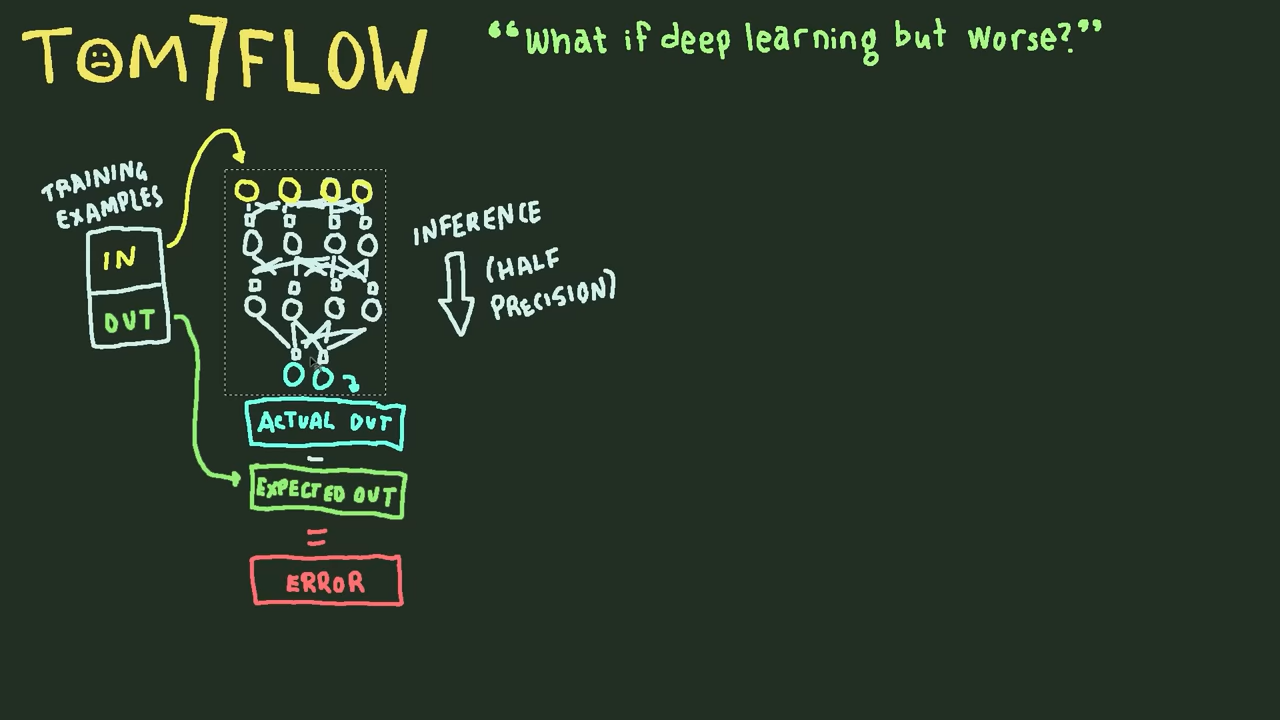 TOM7FLOW
“What if deep learning but worse?”
TRAINING
EXAMPLES
IN
OUT
INFERENCE
(HALF
PRECISION)
ACTUAL OUT
-
EXPECTED OUT
=
ERROR